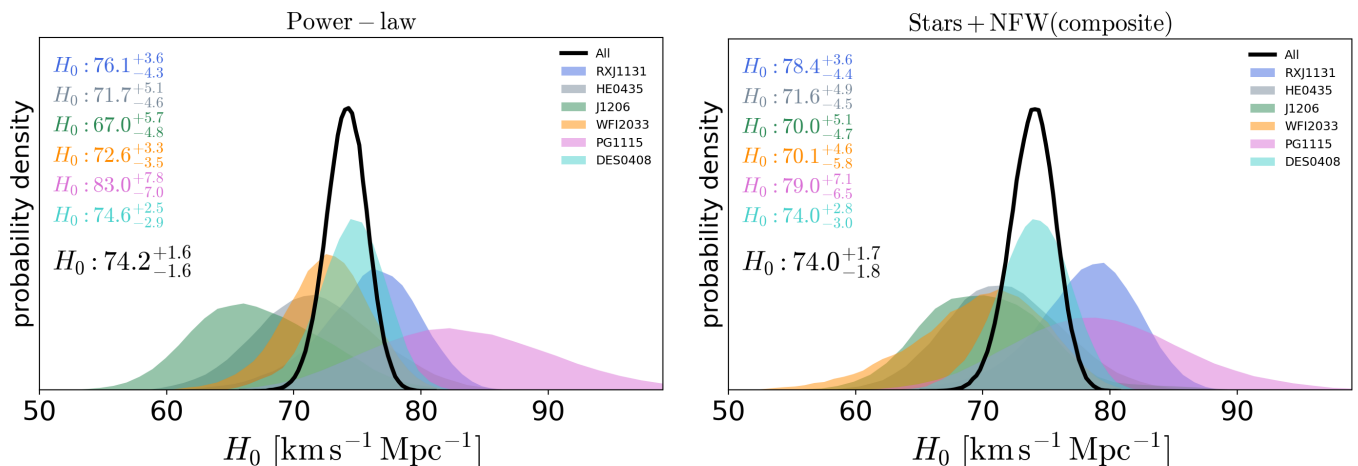 Power − law
probability density
H₀ : 76.1 +3.6 −4.3
H₀ : 71.7 +5.1 −4.6
H₀ : 67.0 +5.7 −4.8
H₀ : 72.6 +3.3 −3.5
H₀ : 83.0 +7.8 −7.0
H₀ : 74.6 +2.5 −2.9
H₀ : 74.2 +1.6 −1.6
All
RXJ1131
HE0435
J1206
WFI2033
PG1115
DES0408
50 60 70 80 90
H₀ [km s⁻¹ Mpc⁻¹]
Stars + NFW(composite)
probability density
H₀ : 78.4 +3.6 −4.4
H₀ : 71.6 +4.9 −4.5
H₀ : 70.0 +5.1 −4.7
H₀ : 70.1 +4.6 −5.8
H₀ : 79.0 +7.1 −6.5
H₀ : 74.0 +2.8 −3.0
H₀ : 74.0 +1.7 −1.8
All
RXJ1131
HE0435
J1206
WFI2033
PG1115
DES0408
50 60 70 80 90
H₀ [km s⁻¹ Mpc⁻¹]